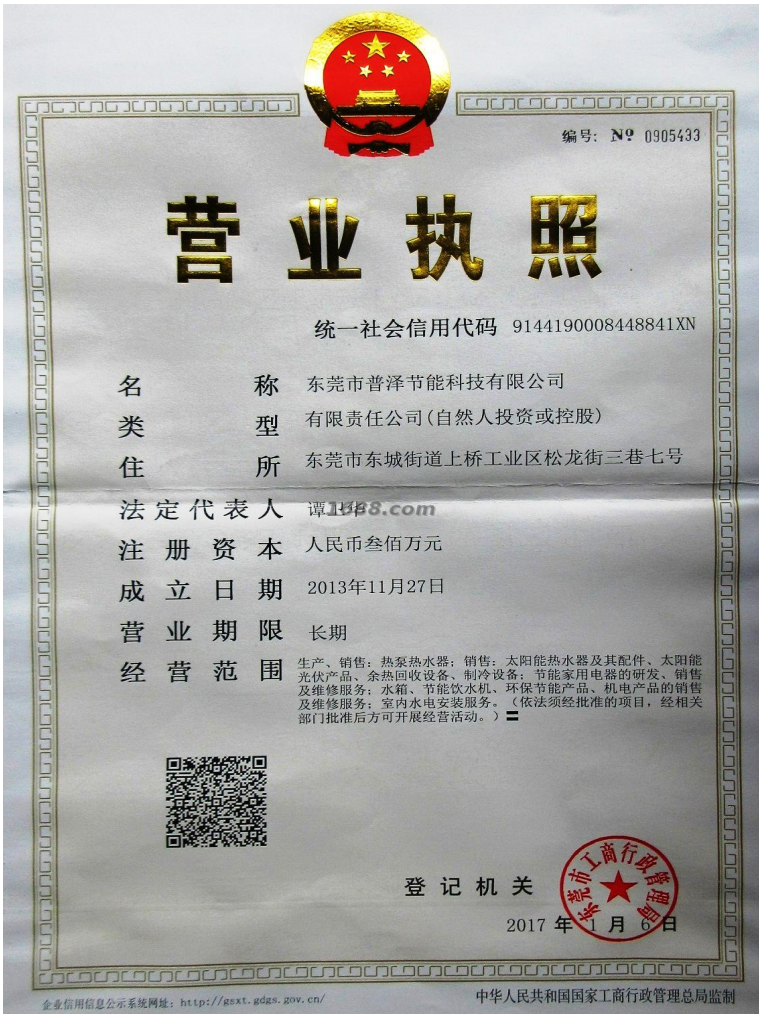 编号: № 0905433
营业执照
统一社会信用代码 9144190008448841XN
名称 东莞市普泽节能科技有限公司
类型 有限责任公司(自然人投资或控股)
住所 东莞市东城街道上桥工业区松龙街三巷七号
法定代表人 谭卫华
1688.com
注册资本 人民币叁佰万元
成立日期 2013年11月27日
营业期限 长期
经营范围 生产、销售：热泵热水器；销售：太阳能热水器及其配件、太阳能
光伏产品、余热回收设备、制冷设备；节能家用电器的研发、销售
及维修服务；水箱、节能饮水机、环保节能产品、机电产品的销售
及维修服务；室内水电安装服务。（依法须经批准的项目，经相关
部门批准后方可开展经营活动。）〓
东莞市工商行政管理局
登记机关
2017年1月6日
企业信用信息公示系统网址: http://gsxt.gdgs.gov.cn/
中华人民共和国国家工商行政管理总局监制